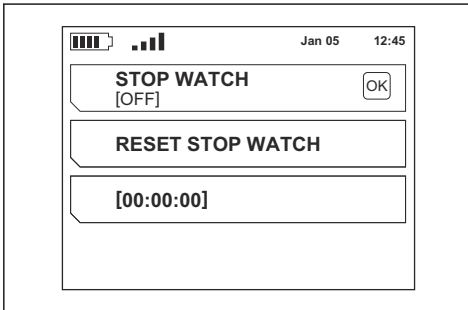 Jan 05 12:45
STOP WATCH
[OFF]
OK
RESET STOP WATCH
[00:00:00]